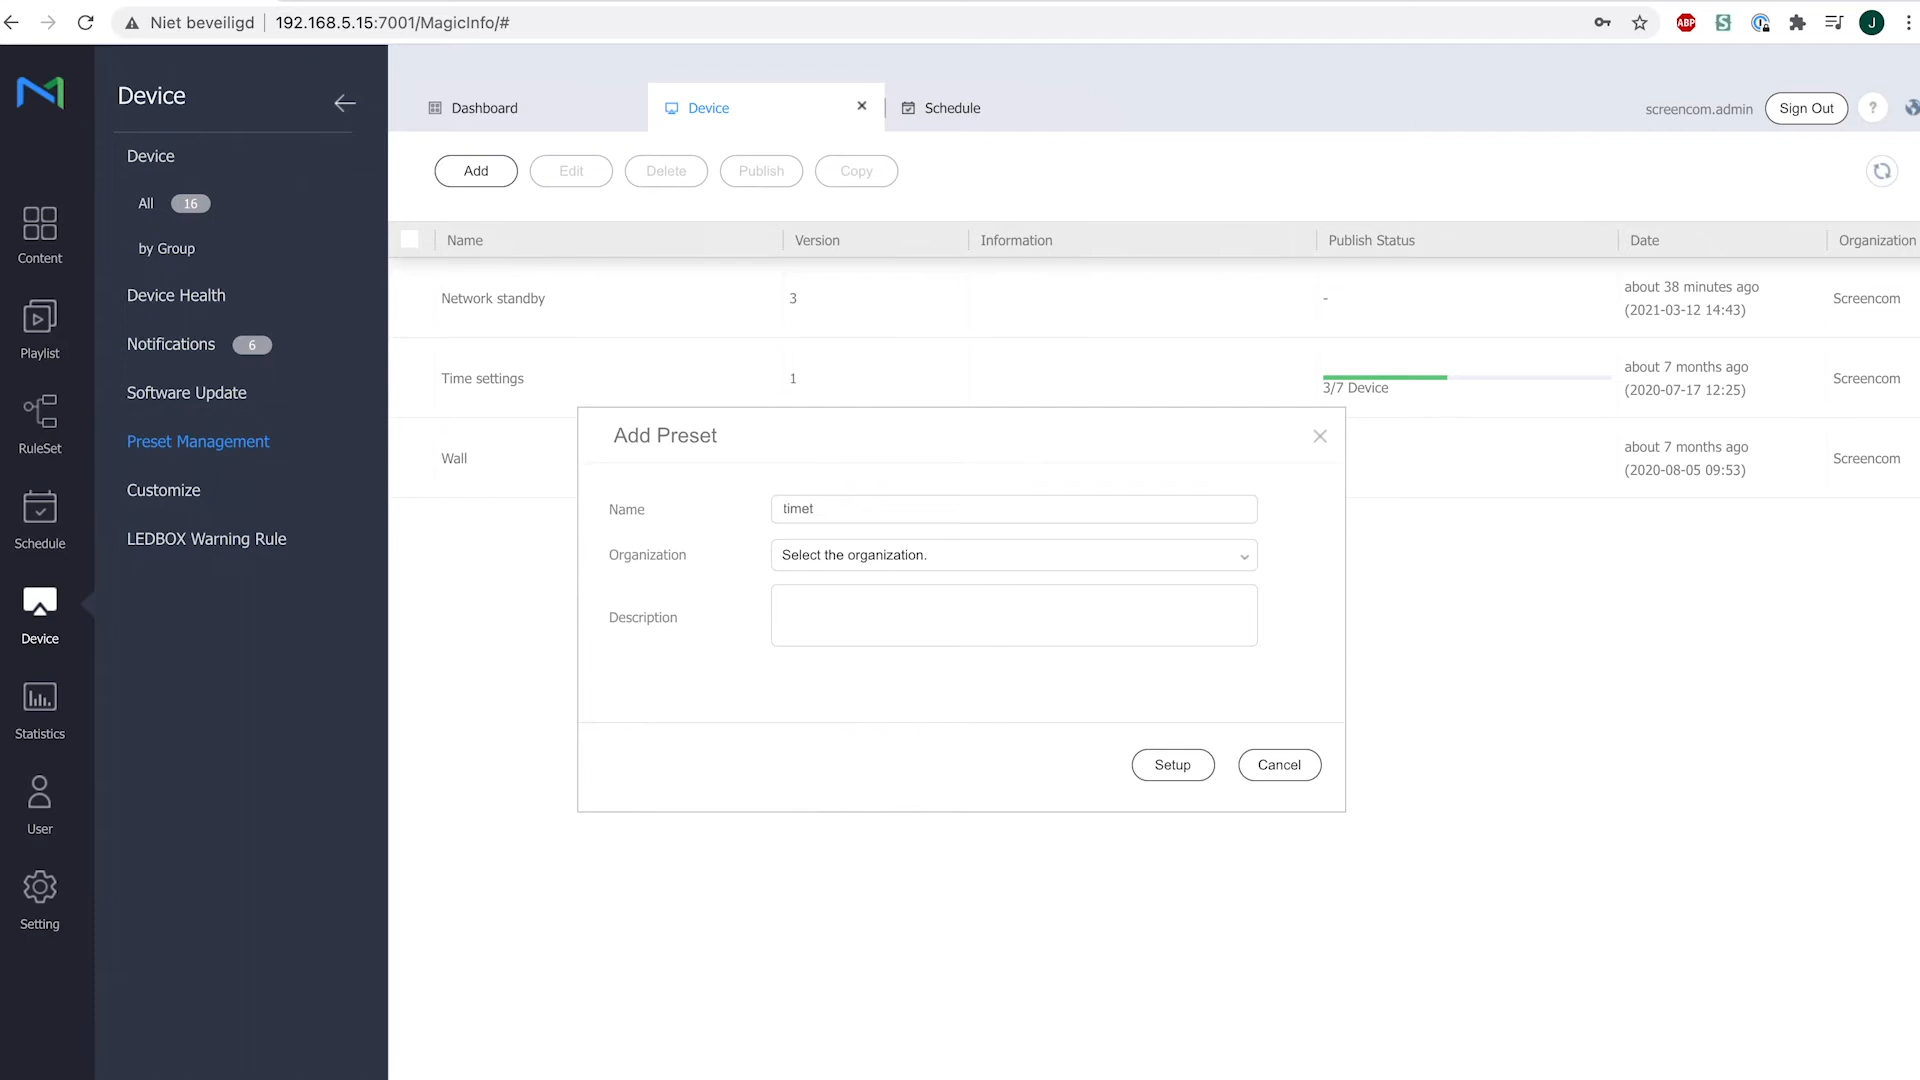 Niet beveiligd
192.168.5.15:7001/MagicInfo/#
ABP
S
J
Device
Dashboard
Device
Schedule
screencom.admin
Sign Out
?
Add
Edit
Delete
Publish
Copy
Content
Playlist
RuleSet
Schedule
Device
Statistics
User
Setting
Device
All 16
by Group
Device Health
Notifications 6
Software Update
Preset Management
Customize
LEDBOX Warning Rule
Name Version Information Publish Status Date Organization
Network standby 3 - about 38 minutes ago (2021-03-12 14:43) Screencom
Time settings 1 3/7 Device about 7 months ago (2020-07-17 12:25) Screencom
Wall about 7 months ago (2020-08-05 09:53) Screencom
Add Preset
Name timet
Organization Select the organization.
Description
Setup Cancel